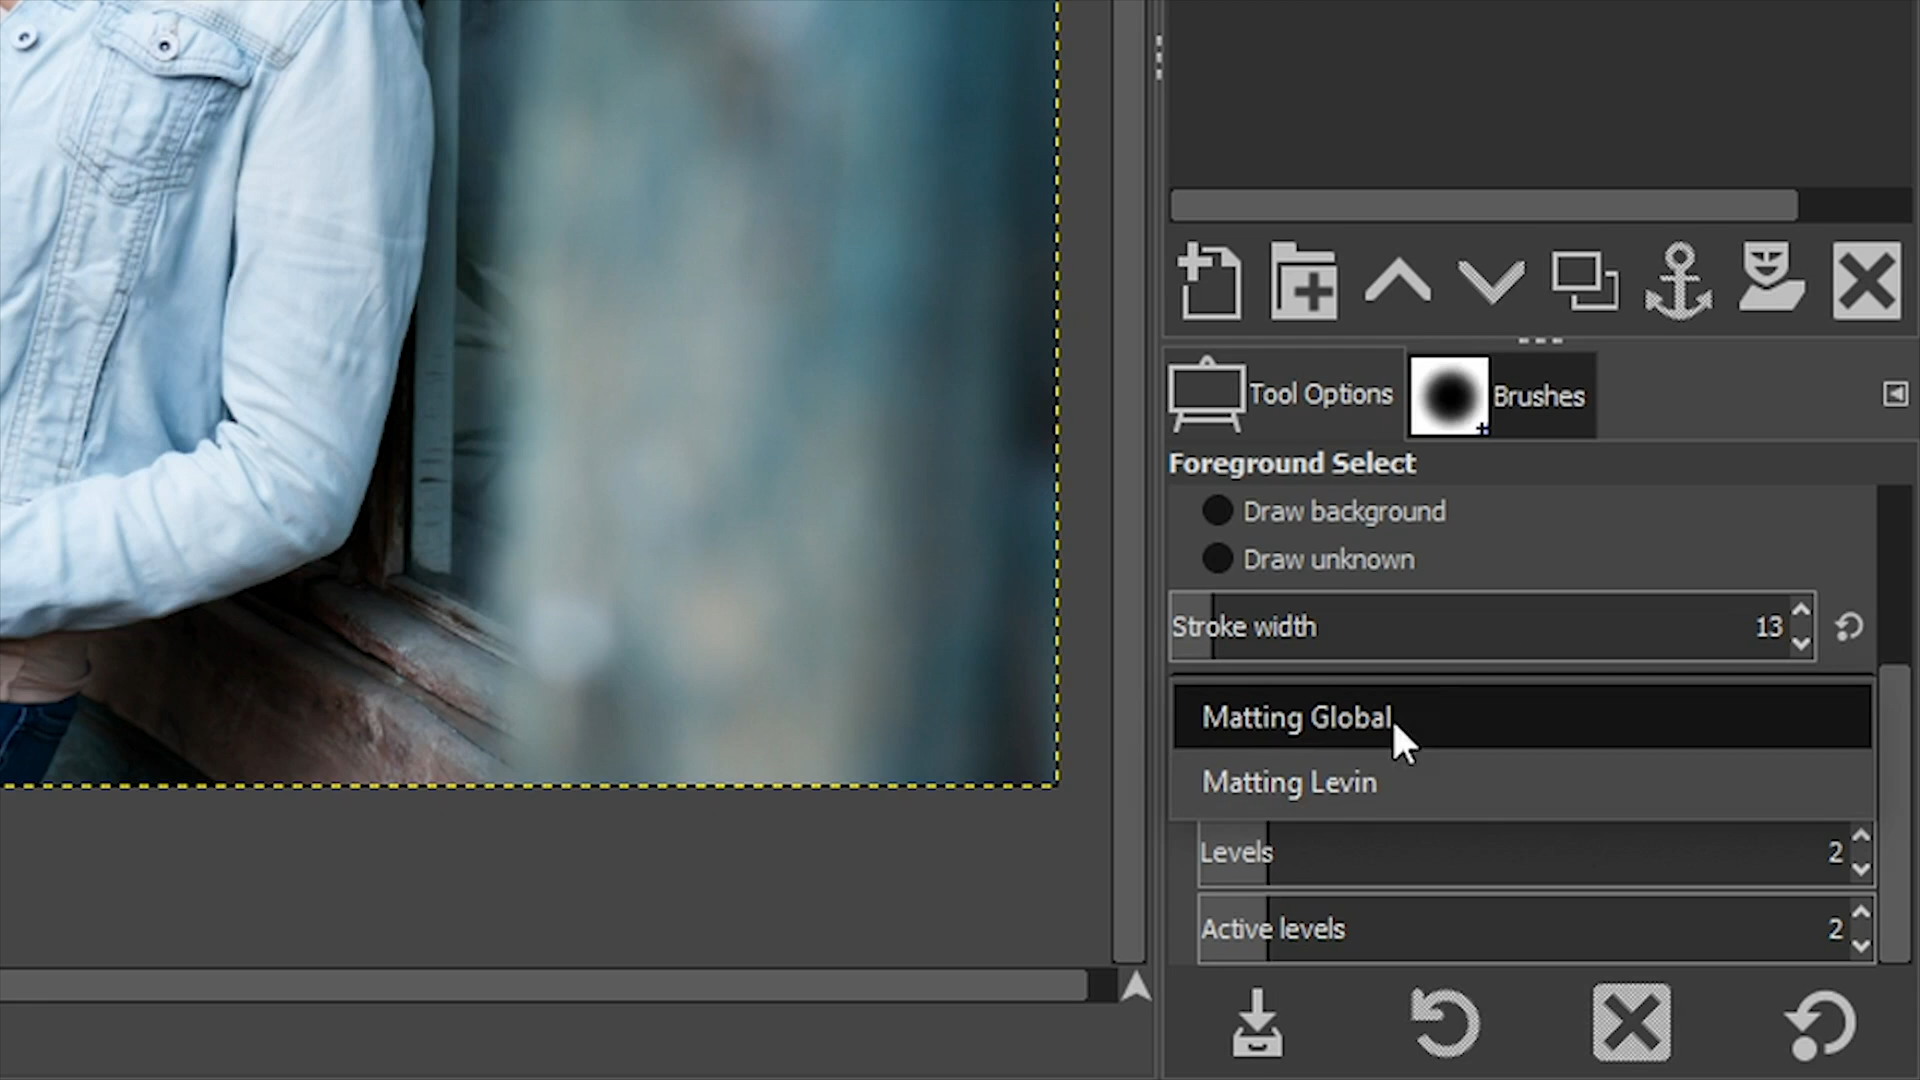 Tool Options
Brushes
Foreground Select
Draw background
Draw unknown
Stroke width 13
Matting Global
Matting Levin
Levels 2
Active levels 2